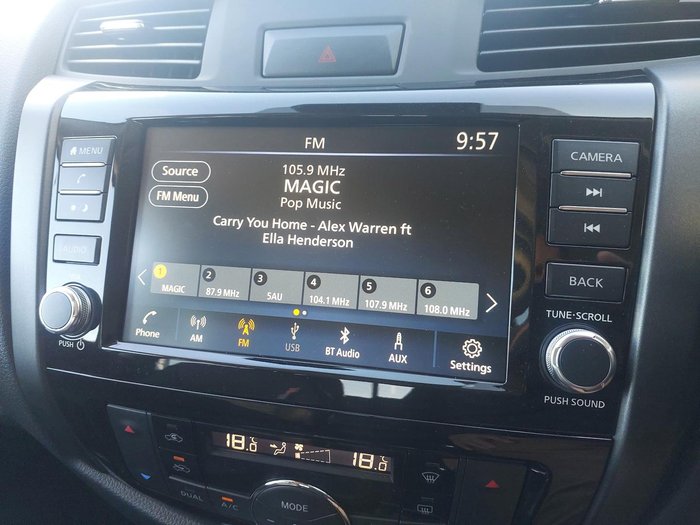 FM
9:57
MENU
Source
FM Menu
105.9 MHz
MAGIC
Pop Music
Carry You Home - Alex Warren ft
Ella Henderson
CAMERA
AUDIO
BACK
1
MAGIC
2
87.9 MHz
3
5AU
4
104.1 MHz
5
107.9 MHz
6
108.0 MHz
TUNE·SCROLL
PUSH
Phone
AM
FM
USB
BT Audio
AUX
Settings
PUSH SOUND
18.0°C
18.0°C
DUAL
A/C
MODE